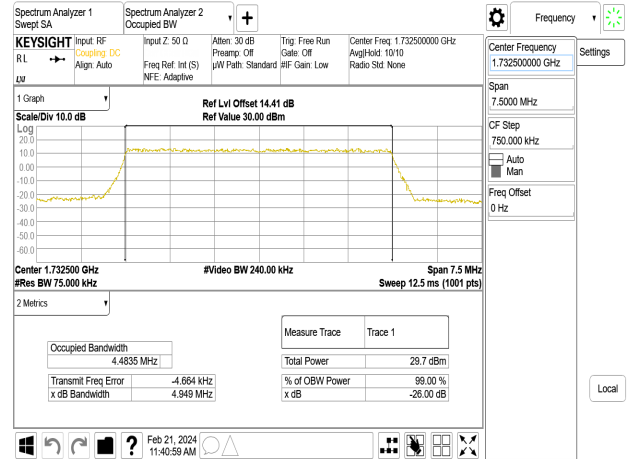 Spectrum Analyzer 1
Swept SA
Spectrum Analyzer 2
Occupied BW
Frequency
KEYSIGHT
R L
LXI
Input: RF
Coupling: DC
Align: Auto
Input Z: 50 Ω
Freq Ref: Int (S)
NFE: Adaptive
Atten: 30 dB
Preamp: Off
µW Path: Standard
Trig: Free Run
Gate: Off
#IF Gain: Low
Center Freq: 1.732500000 GHz
Avg|Hold: 10/10
Radio Std: None
Center Frequency
1.732500000 GHz
Settings
Span
7.5000 MHz
CF Step
750.000 kHz
Auto
Man
Freq Offset
0 Hz
Local
1 Graph
Scale/Div 10.0 dB
Ref Lvl Offset 14.41 dB
Ref Value 30.00 dBm
Log
20.0
10.0
0.00
-10.0
-20.0
-30.0
-40.0
-50.0
-60.0
Center 1.732500 GHz
#Video BW 240.00 kHz
Span 7.5 MHz
#Res BW 75.000 kHz
Sweep 12.5 ms (1001 pts)
2 Metrics
Measure Trace
Trace 1
Occupied Bandwidth
4.4835 MHz
Total Power
29.7 dBm
Transmit Freq Error
-4.664 kHz
% of OBW Power
99.00 %
x dB Bandwidth
4.949 MHz
x dB
-26.00 dB
?
Feb 21, 2024
11:40:59 AM